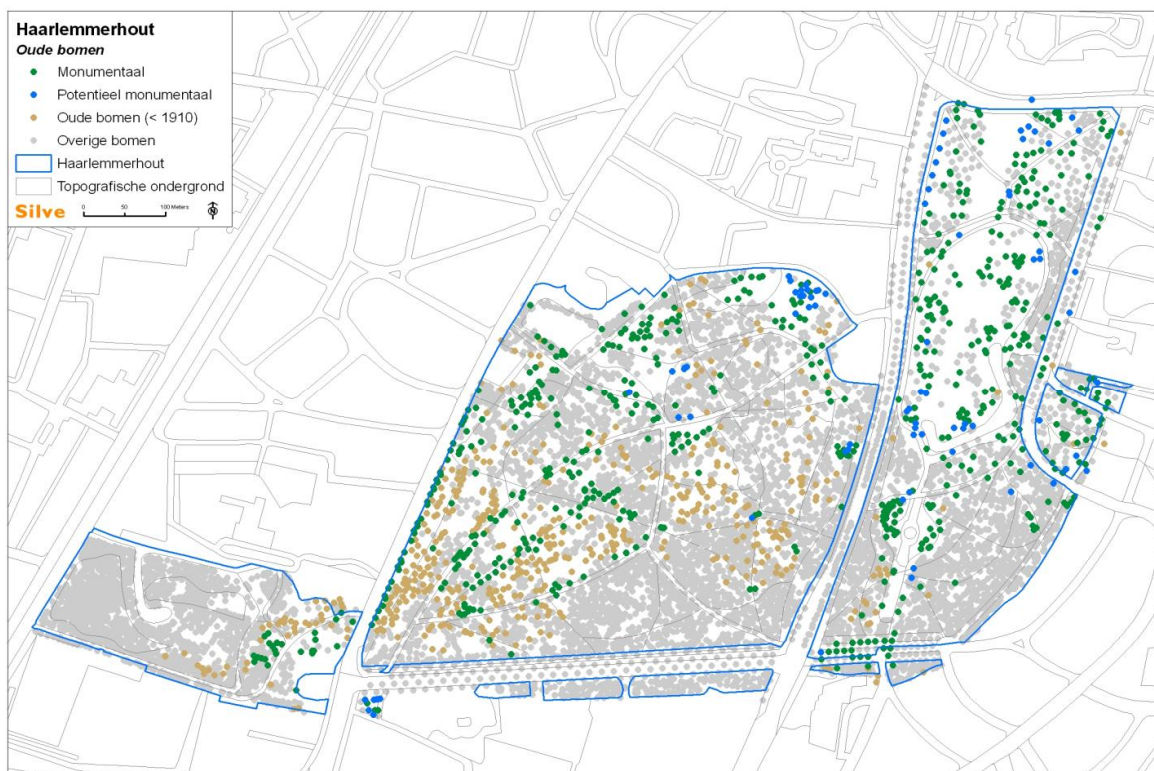 Haarlemmerhout
Oude bomen
Monumentaal
Potentieel monumentaal
Oude bomen (< 1910)
Overige bomen
Haarlemmerhout
Topografische ondergrond
Silve
0 50 100 Meters
N